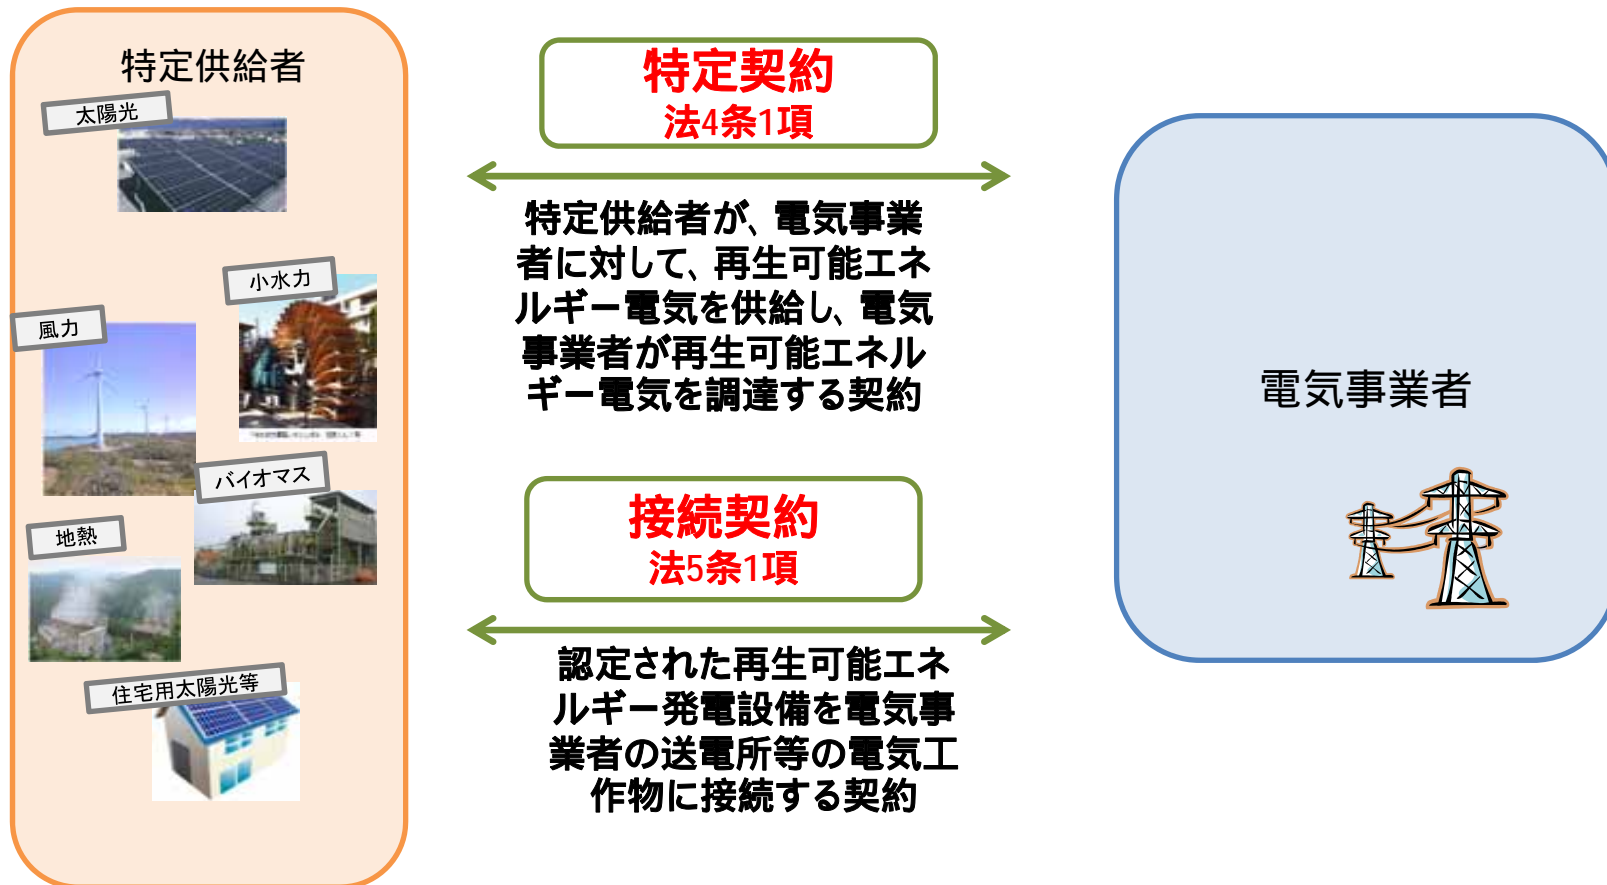 特定供給者
太陽光
小水力
風力
バイオマス
地熱
住宅用太陽光等
特定契約
法4条1項
特定供給者が、電気事業
者に対して、再生可能エネ
ルギー電気を供給し、電気
事業者が再生可能エネル
ギー電気を調達する契約
接続契約
法5条1項
認定された再生可能エネ
ルギー発電設備を電気事
業者の送電所等の電気工
作物に接続する契約
電気事業者